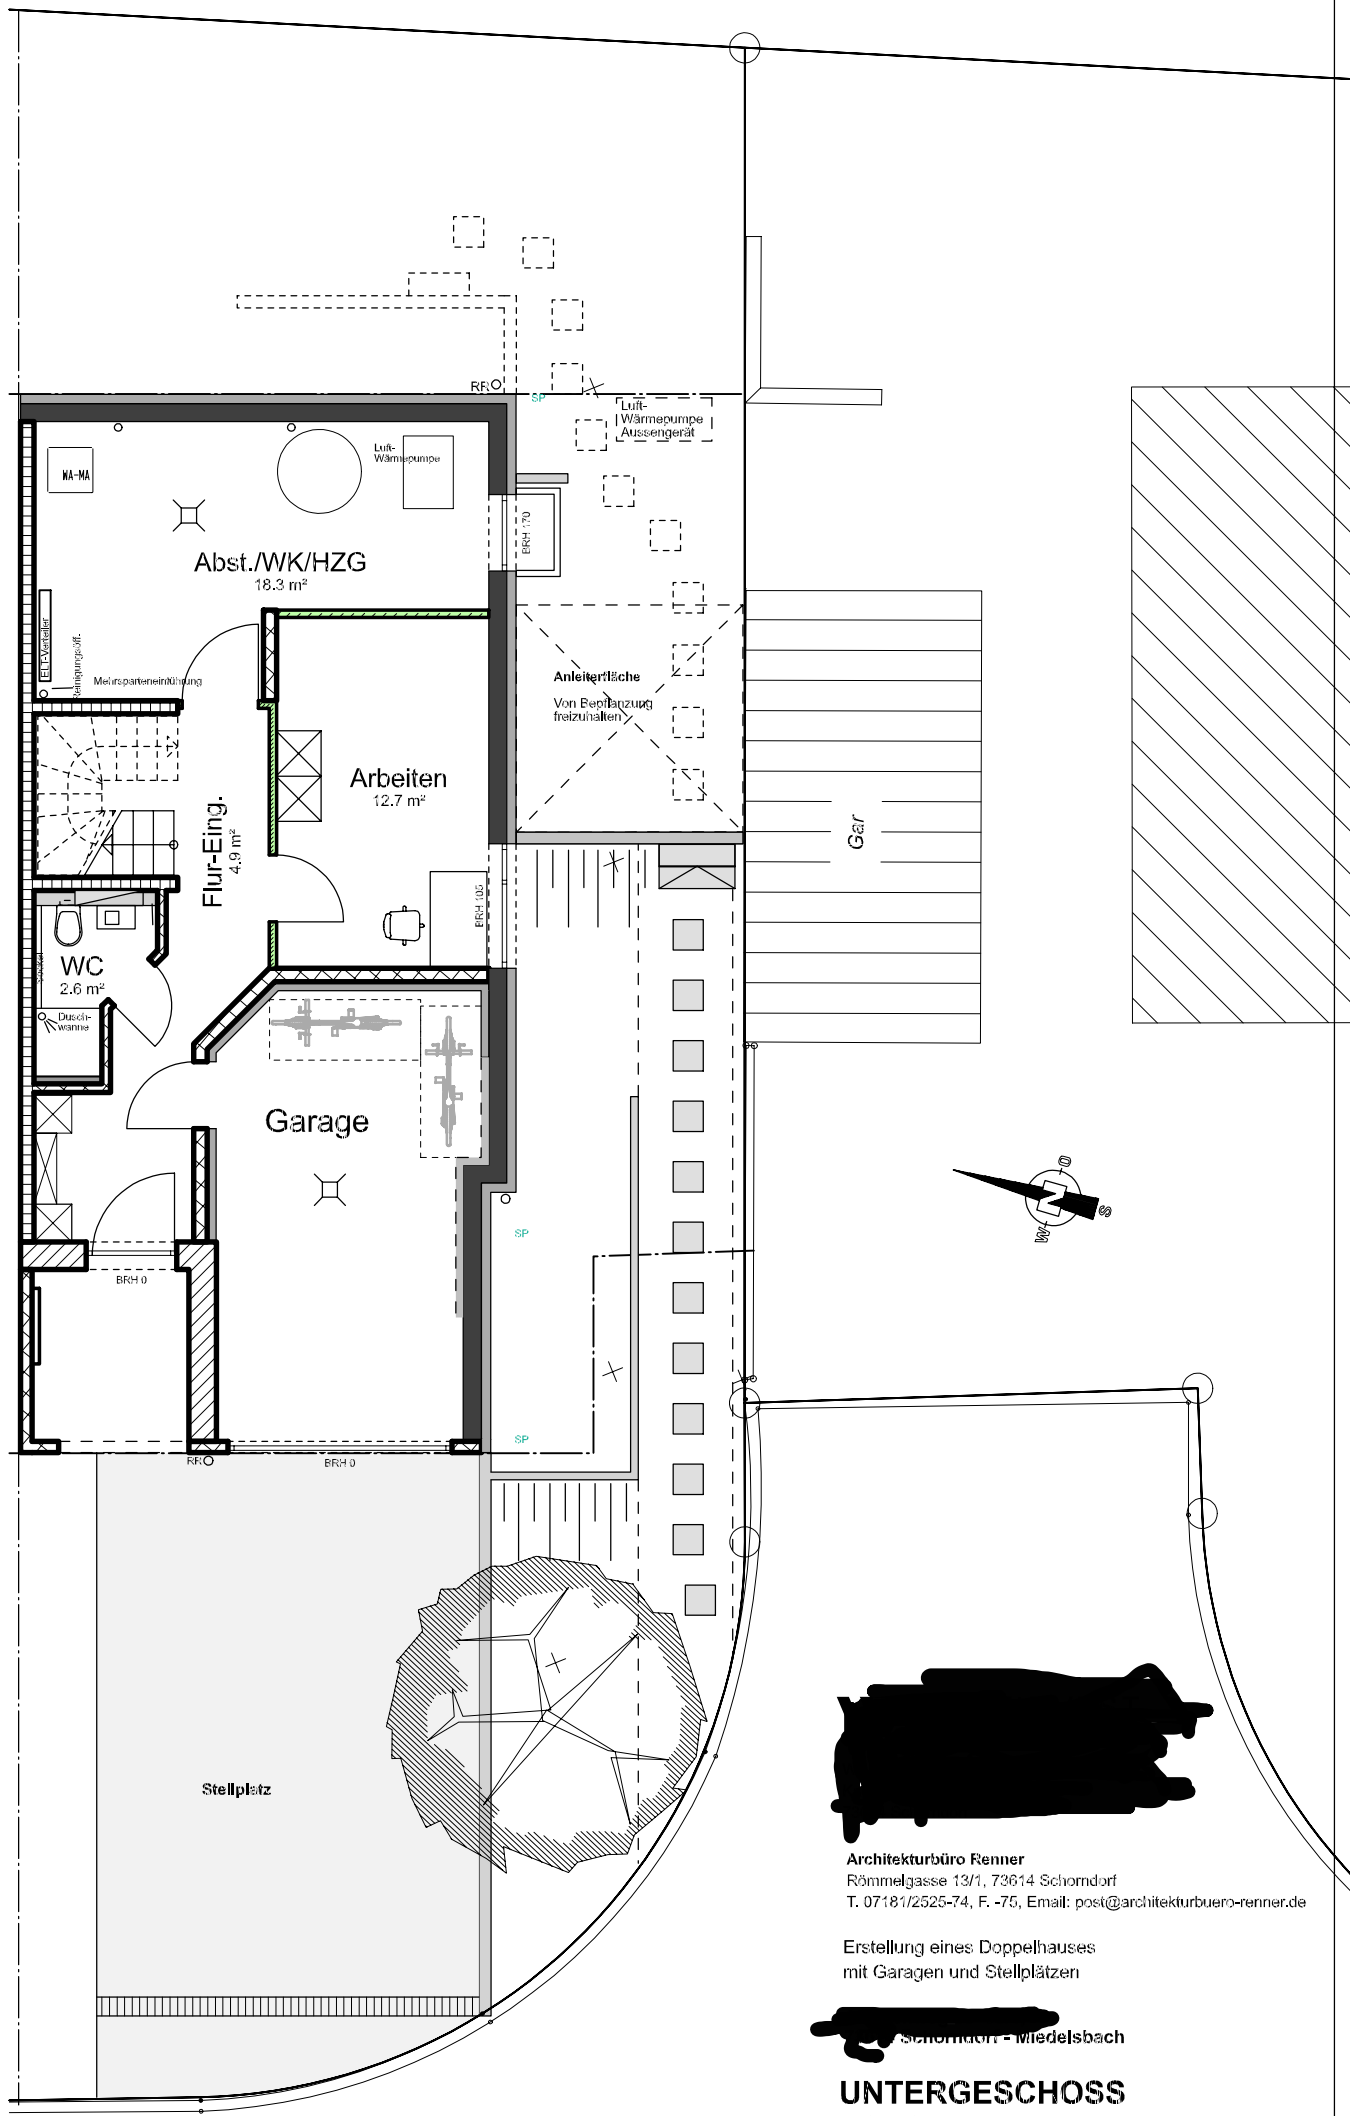 RR
SP
Luft-
Wärmepumpe
Aussengerät
Luft-
Wärmepumpe
WA-MA
BRH 170
Abst./WK/HZG
18.3 m²
ELT-Verteiler
Reinigungsöff.
Mehrsparteneinführung
Anleiterfläche
Von Bepflanzung
freizuhalten
Arbeiten
12.7 m²
Flur-Eing.
4.9 m²
Gar
BRH 105
WC
2.6 m²
Dusch-
wanne
Garage
O
N
S
W
SP
BRH 0
SP
RR
BRH 0
Stellplatz
Architekturbüro Renner
Römmelgasse 13/1, 73614 Schorndorf
T. 07181/2525-74, F. -75, Email: post@architekturbuero-renner.de
Erstellung eines Doppelhauses
mit Garagen und Stellplätzen
Schorndorf - Miedelsbach
UNTERGESCHOSS